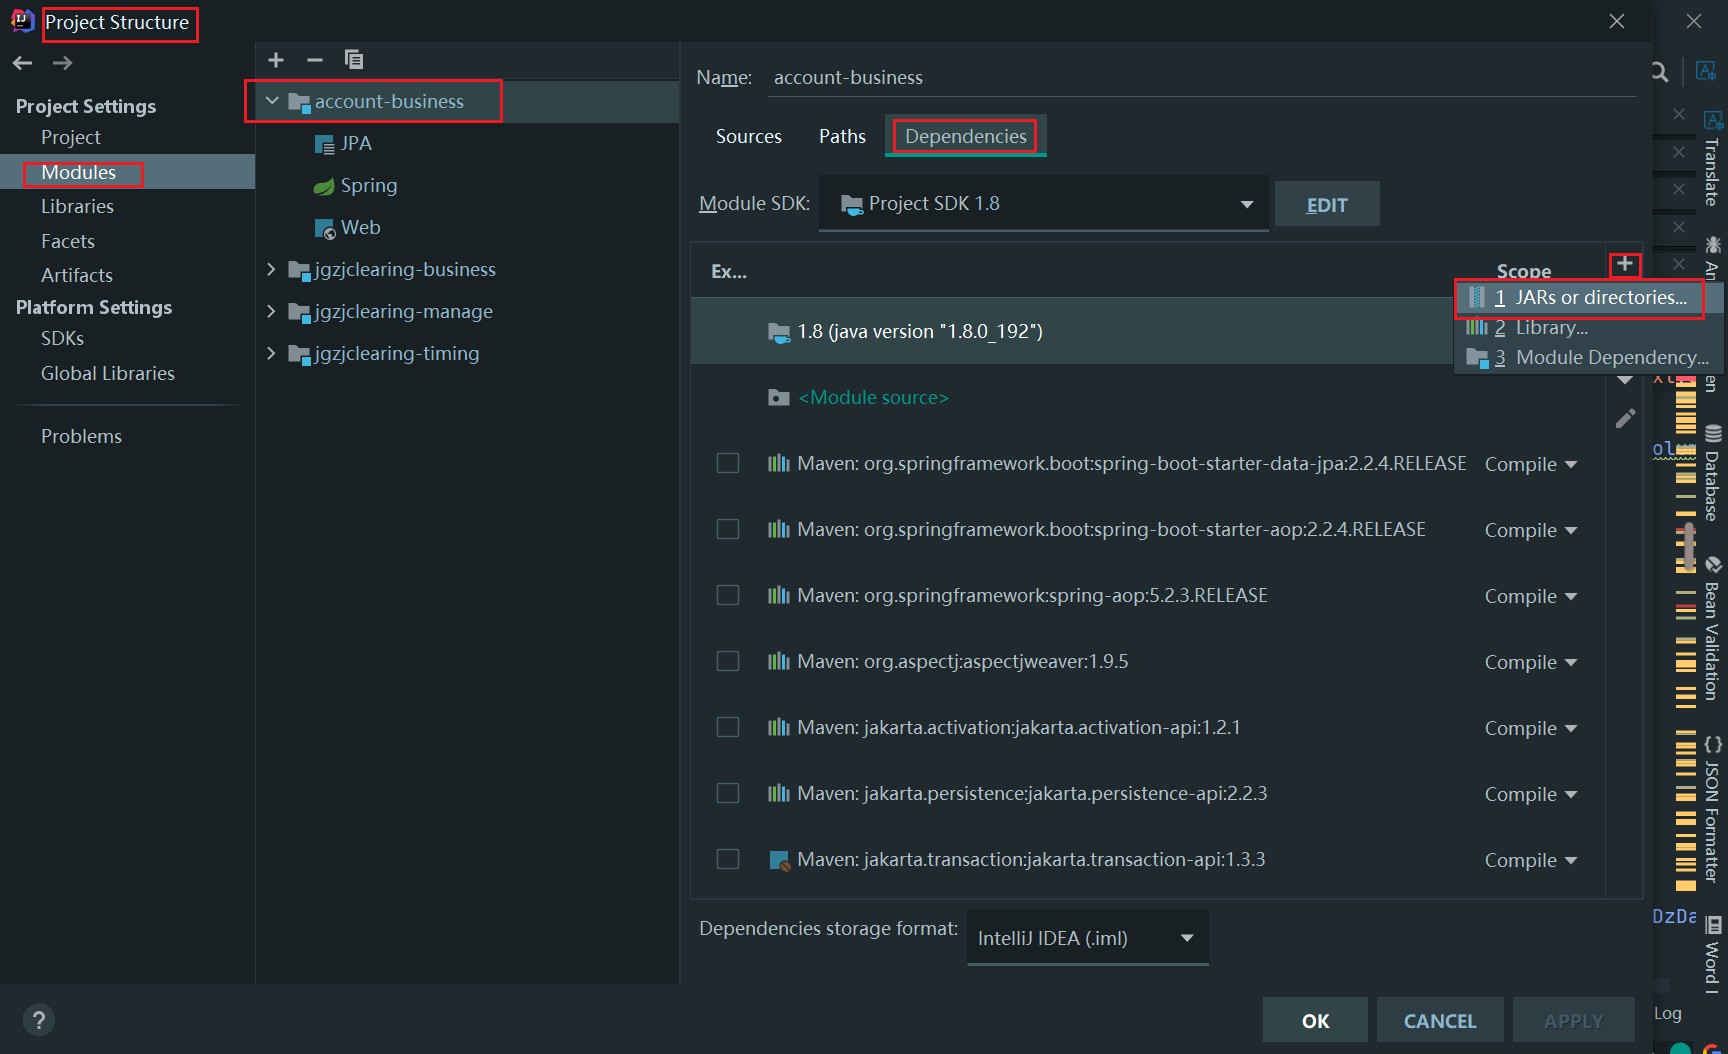 Project Structure
Project Settings
Project
Modules
Libraries
Facets
Artifacts
Platform Settings
SDKs
Global Libraries
Problems
account-business
JPA
Spring
Web
jgzjclearing-business
jgzjclearing-manage
jgzjclearing-timing
Name: account-business
Sources Paths Dependencies
Module SDK: Project SDK 1.8 EDIT
Ex... Scope
1 JARs or directories...
2 Library...
3 Module Dependency...
1.8 (java version "1.8.0_192")
<Module source>
Maven: org.springframework.boot:spring-boot-starter-data-jpa:2.2.4.RELEASE Compile
Maven: org.springframework.boot:spring-boot-starter-aop:2.2.4.RELEASE Compile
Maven: org.springframework:spring-aop:5.2.3.RELEASE Compile
Maven: org.aspectj:aspectjweaver:1.9.5 Compile
Maven: jakarta.activation:jakarta.activation-api:1.2.1 Compile
Maven: jakarta.persistence:jakarta.persistence-api:2.2.3 Compile
Maven: jakarta.transaction:jakarta.transaction-api:1.3.3 Compile
Dependencies storage format: IntelliJ IDEA (.iml)
? OK CANCEL APPLY
Translate
An
en
Database
Bean Validation
JSON Formatter
Word I
DzDa
Log